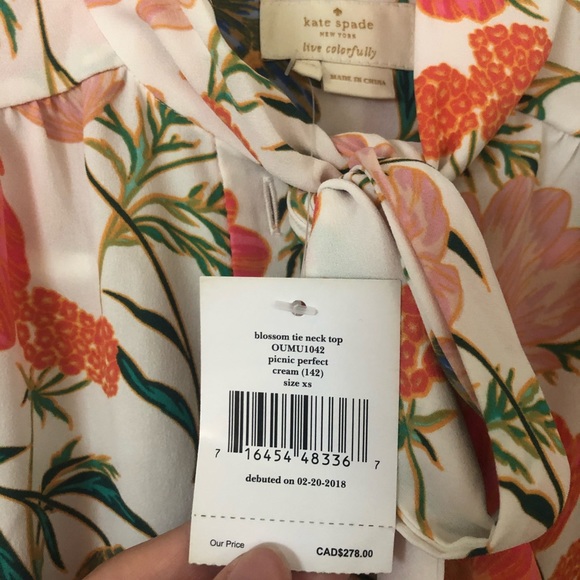 kate spade
NEW YORK
live colorfully
MADE IN CHINA
blossom tie neck top
OUMU1042
picnic perfect
cream (142)
size xs
7 16454 48336 7
debuted on 02-20-2018
Our Price CAD$278.00